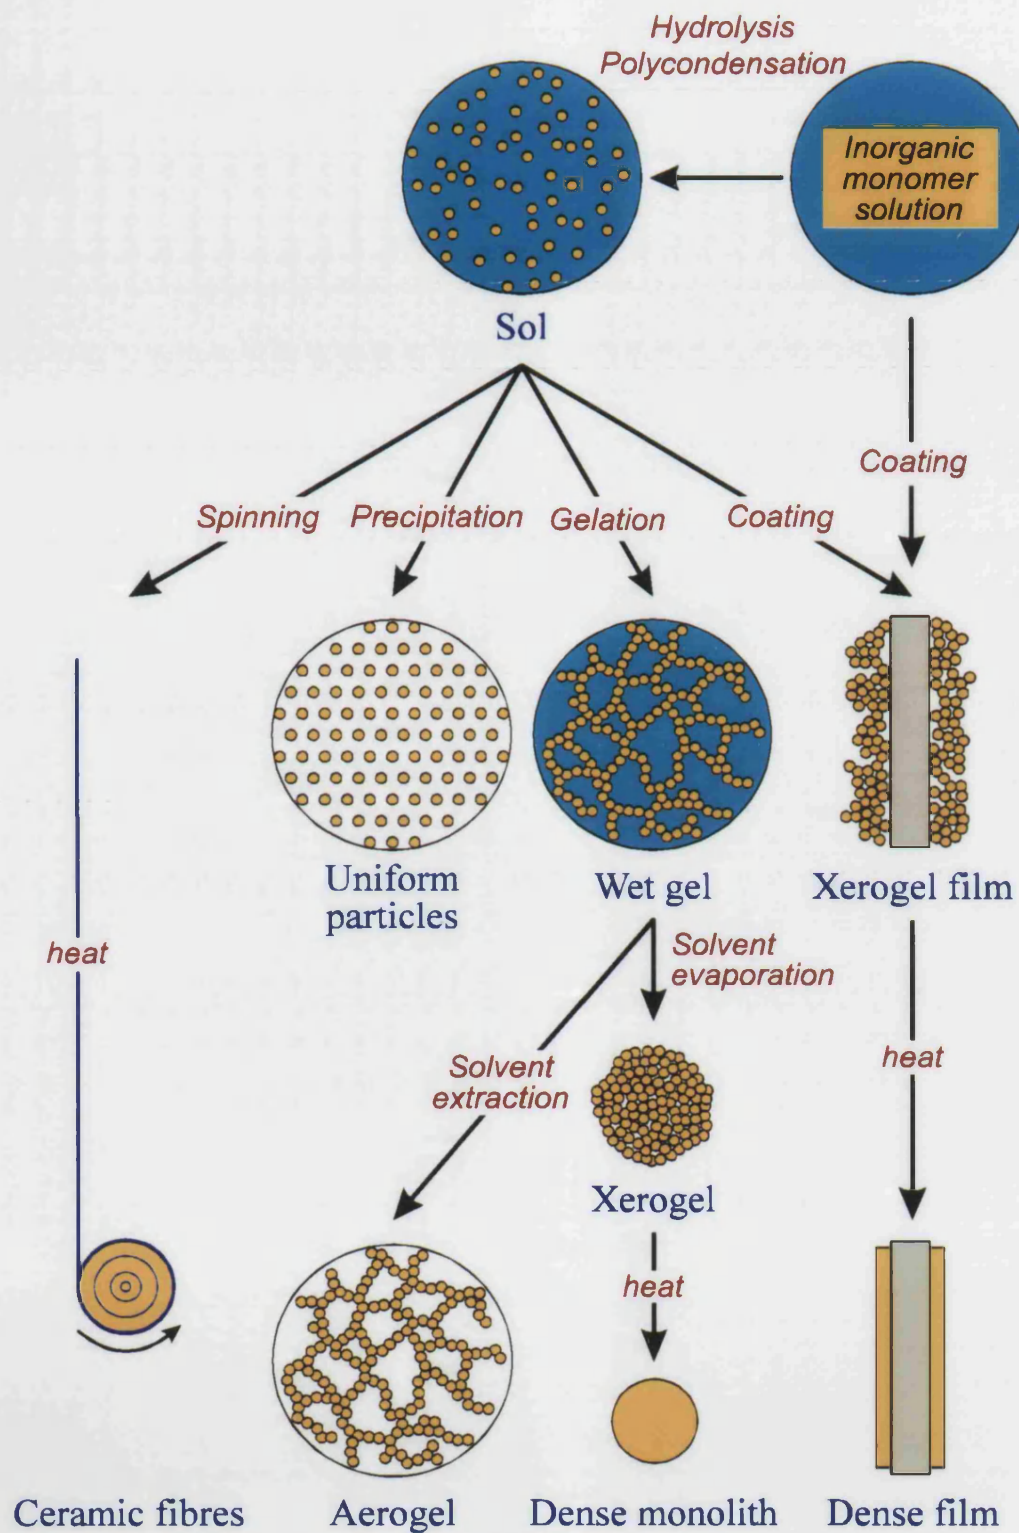 Hydrolysis
Polycondensation
Inorganic
monomer
solution
Sol
Coating
Spinning
Precipitation
Gelation
Coating
Uniform
particles
Wet gel
Xerogel film
heat
Solvent
evaporation
Solvent
extraction
heat
Xerogel
heat
Ceramic fibres
Aerogel
Dense monolith
Dense film